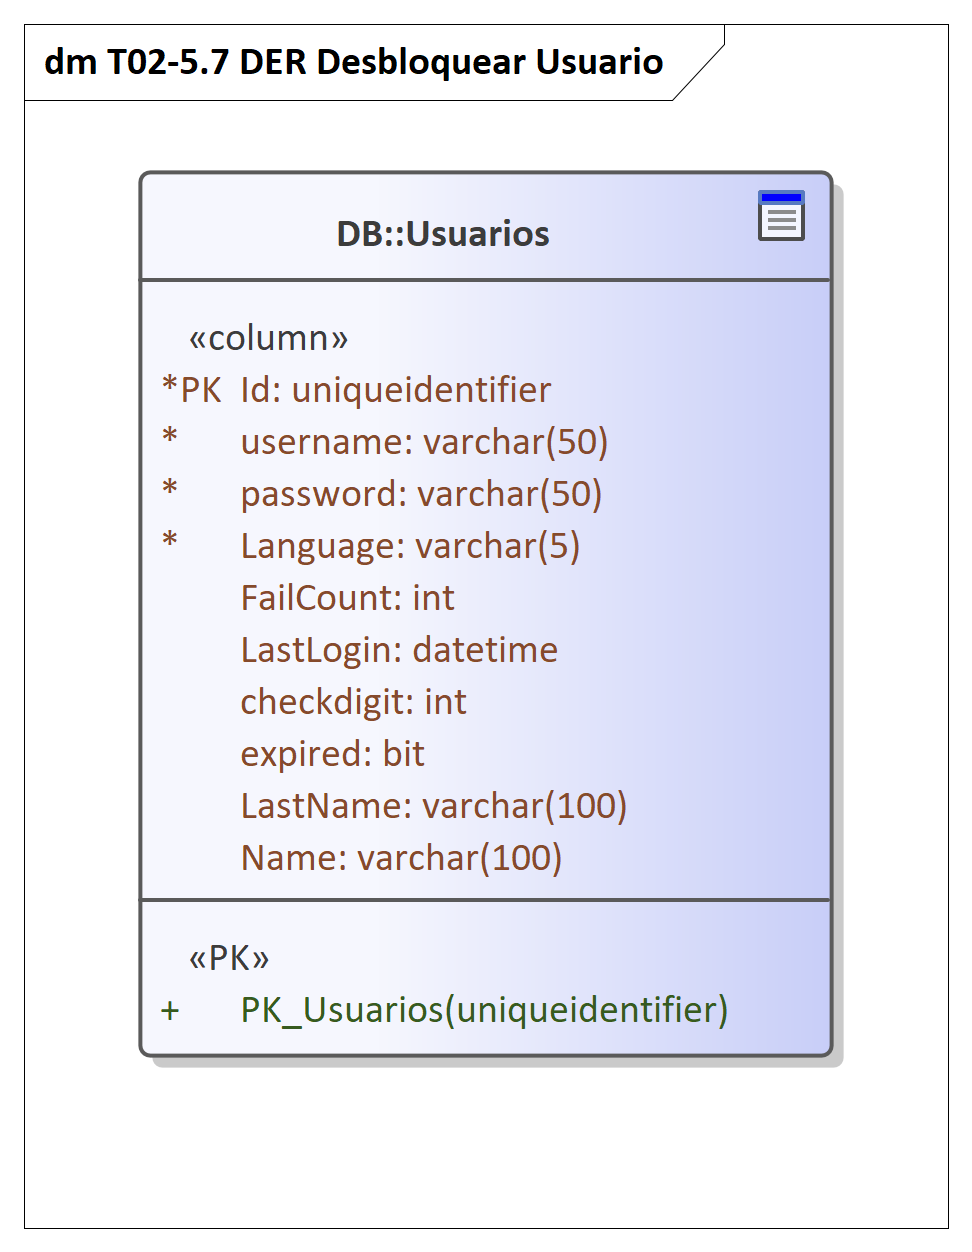 dm T02-5.7 DER Desbloquear Usuario
DB::Usuarios
«column»
*PK Id: uniqueidentifier
* username: varchar(50)
* password: varchar(50)
* Language: varchar(5)
FailCount: int
LastLogin: datetime
checkdigit: int
expired: bit
LastName: varchar(100)
Name: varchar(100)
«PK»
+ PK_Usuarios(uniqueidentifier)